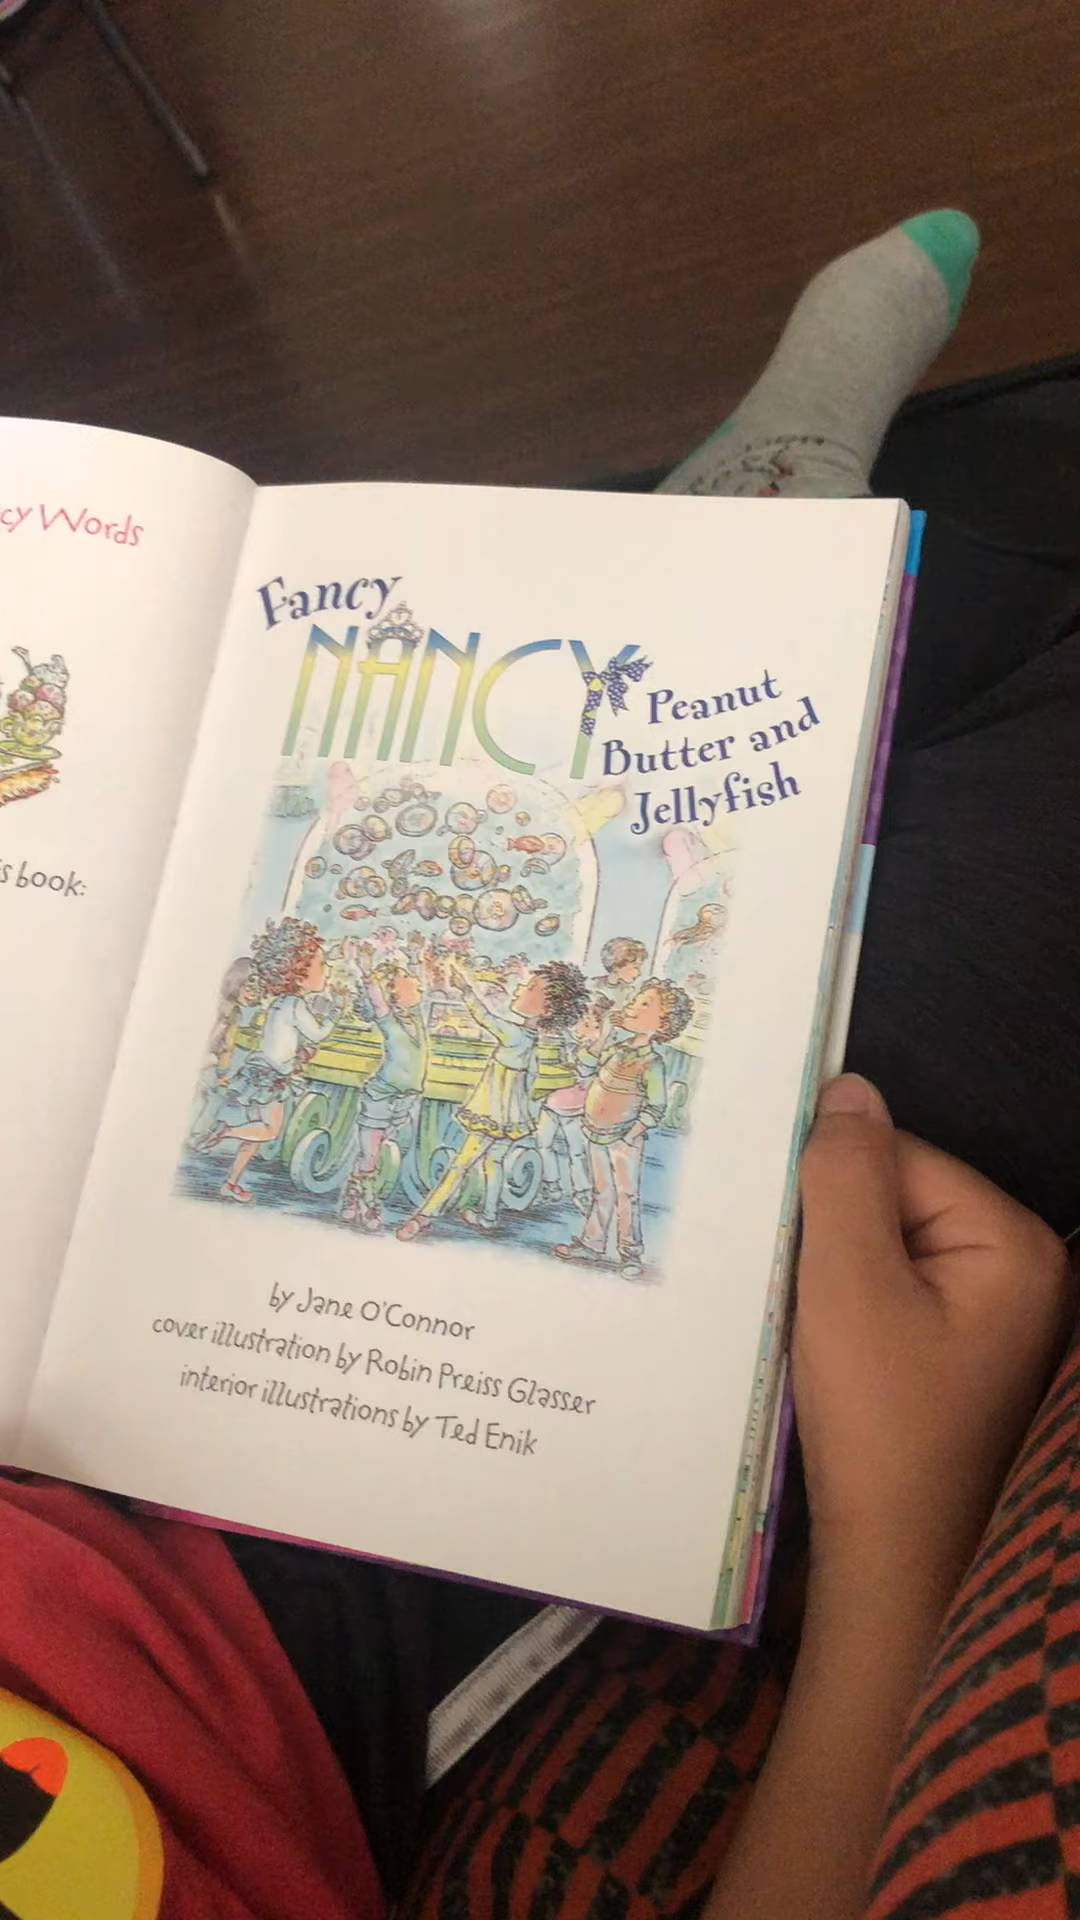 cy Words
s book:
Fancy
NANCY
Peanut
Butter and
Jellyfish
by Jane O'Connor
cover illustration by Robin Preiss Glasser
interior illustrations by Ted Enik